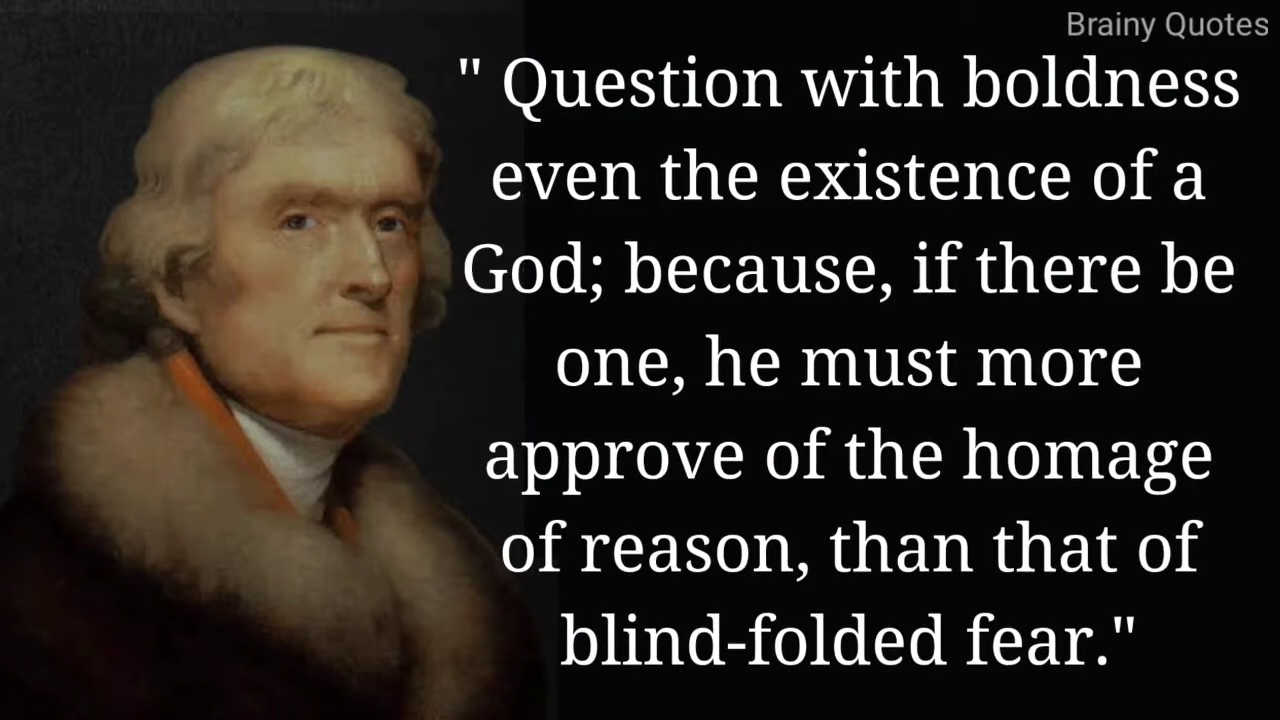 Brainy Quotes
" Question with boldness
even the existence of a
God; because, if there be
one, he must more
approve of the homage
of reason, than that of
blind-folded fear."